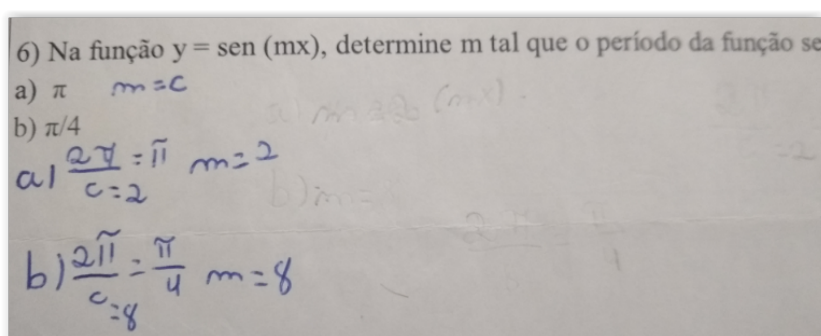 6) Na função y = sen (mx), determine m tal que o período da função se
a) π m = c
b) π/4
a) 2π/c=2 = π m = 2
b) 2π/c=8 = π/4 m = 8